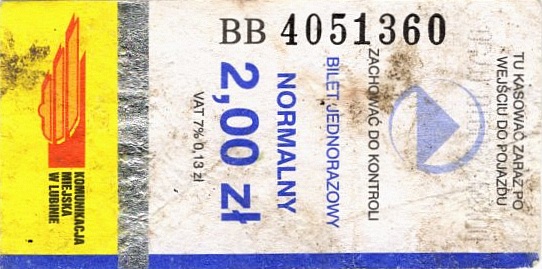 BB 4051360
KOMUNIKACJA
MIEJSKA
W LUBINIE
VAT 7% 0,13 zł
2,00 zł
NORMALNY
BILET JEDNORAZOWY
ZACHOWAĆ DO KONTROLI
TU KASOWAĆ ZARAZ PO
WEJŚCIU DO POJAZDU